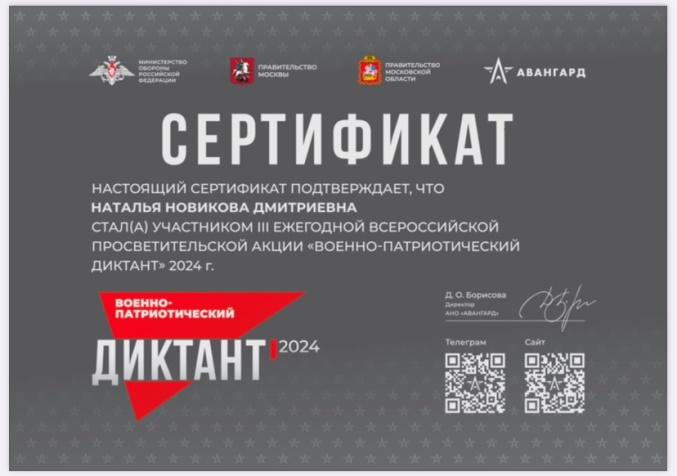 МИНИСТЕРСТВО
ОБОРОНЫ
РОССИЙСКОЙ
ФЕДЕРАЦИИ
ПРАВИТЕЛЬСТВО
МОСКВЫ
ПРАВИТЕЛЬСТВО
МОСКОВСКОЙ
ОБЛАСТИ
АВАНГАРД
СЕРТИФИКАТ
НАСТОЯЩИЙ СЕРТИФИКАТ ПОДТВЕРЖДАЕТ, ЧТО
НАТАЛЬЯ НОВИКОВА ДМИТРИЕВНА
СТАЛ(А) УЧАСТНИКОМ III ЕЖЕГОДНОЙ ВСЕРОССИЙСКОЙ
ПРОСВЕТИТЕЛЬСКОЙ АКЦИИ «ВОЕННО-ПАТРИОТИЧЕСКИЙ
ДИКТАНТ» 2024 г.
ВОЕННО-
ПАТРИОТИЧЕСКИЙ
ДИКТАНТ 2024
Д. О. Борисова
Директор
АНО «АВАНГАРД»
Телеграм
Сайт